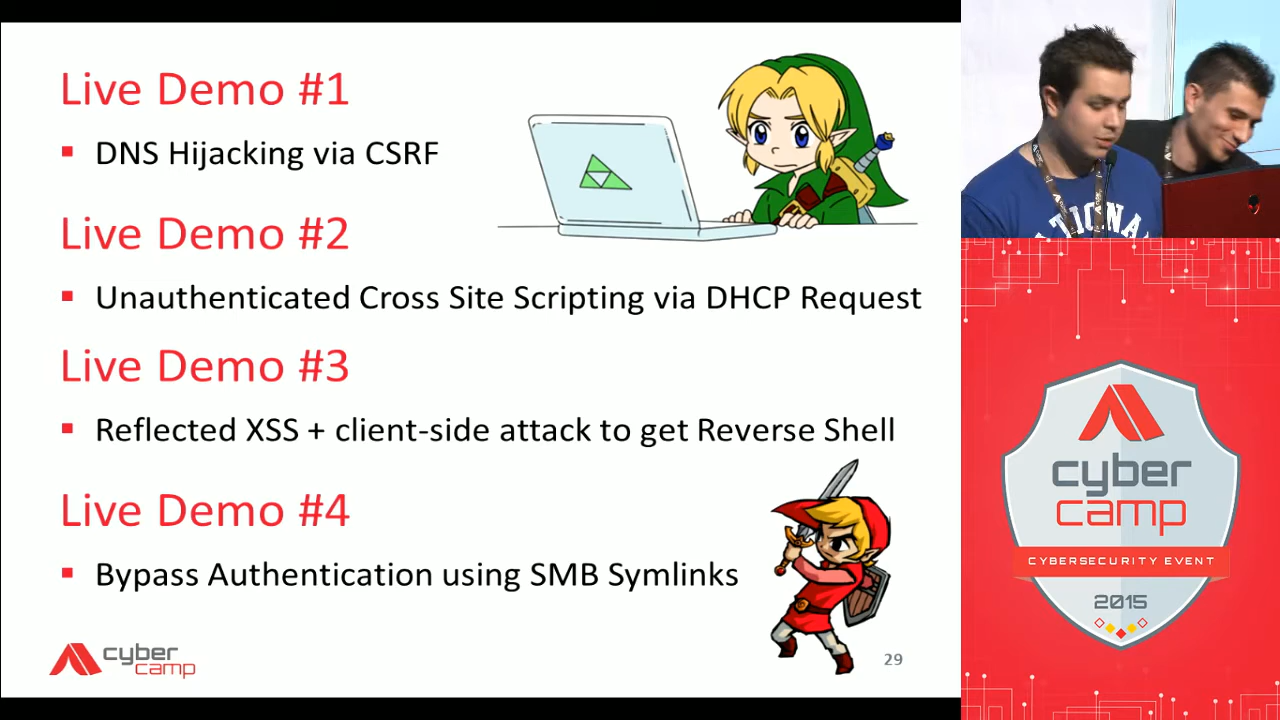 Live Demo #1
▪ DNS Hijacking via CSRF
Live Demo #2
▪ Unauthenticated Cross Site Scripting via DHCP Request
Live Demo #3
▪ Reflected XSS + client-side attack to get Reverse Shell
Live Demo #4
▪ Bypass Authentication using SMB Symlinks
cyber
camp
29
TIONA
cyber
camp
CYBERSECURITY EVENT
2015